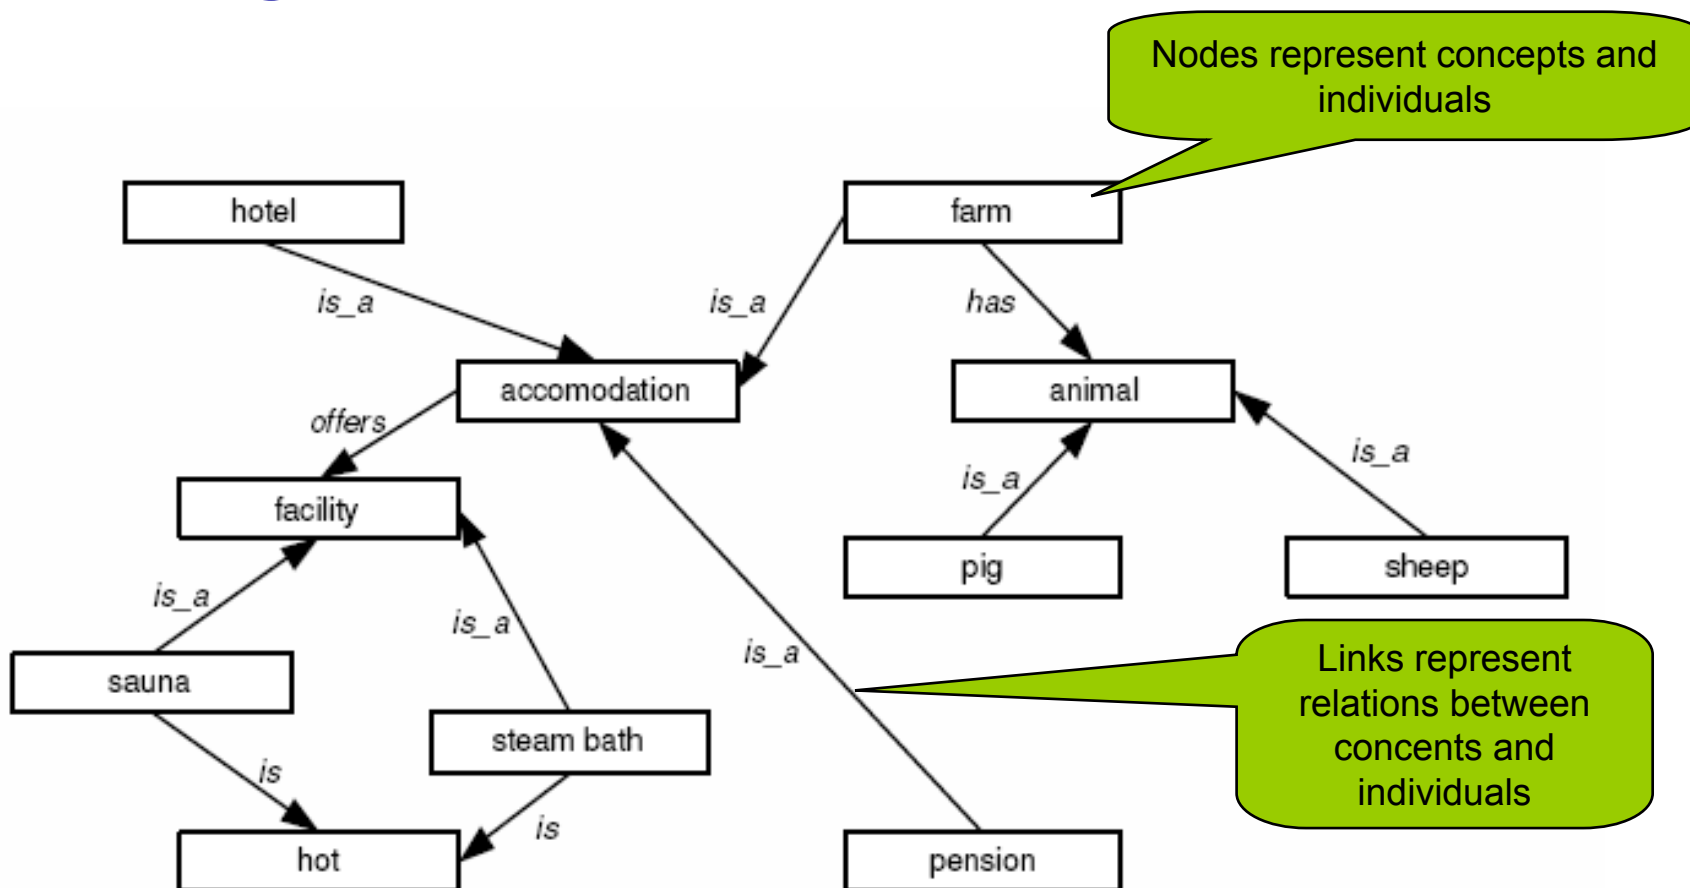 Nodes represent concepts and
individuals
hotel
farm
is_a
is_a
has
accomodation
animal
offers
is_a
is_a
facility
pig
sheep
is_a
is_a
is_a
sauna
steam bath
Links represent
relations between
concents and
individuals
is
is
hot
pension